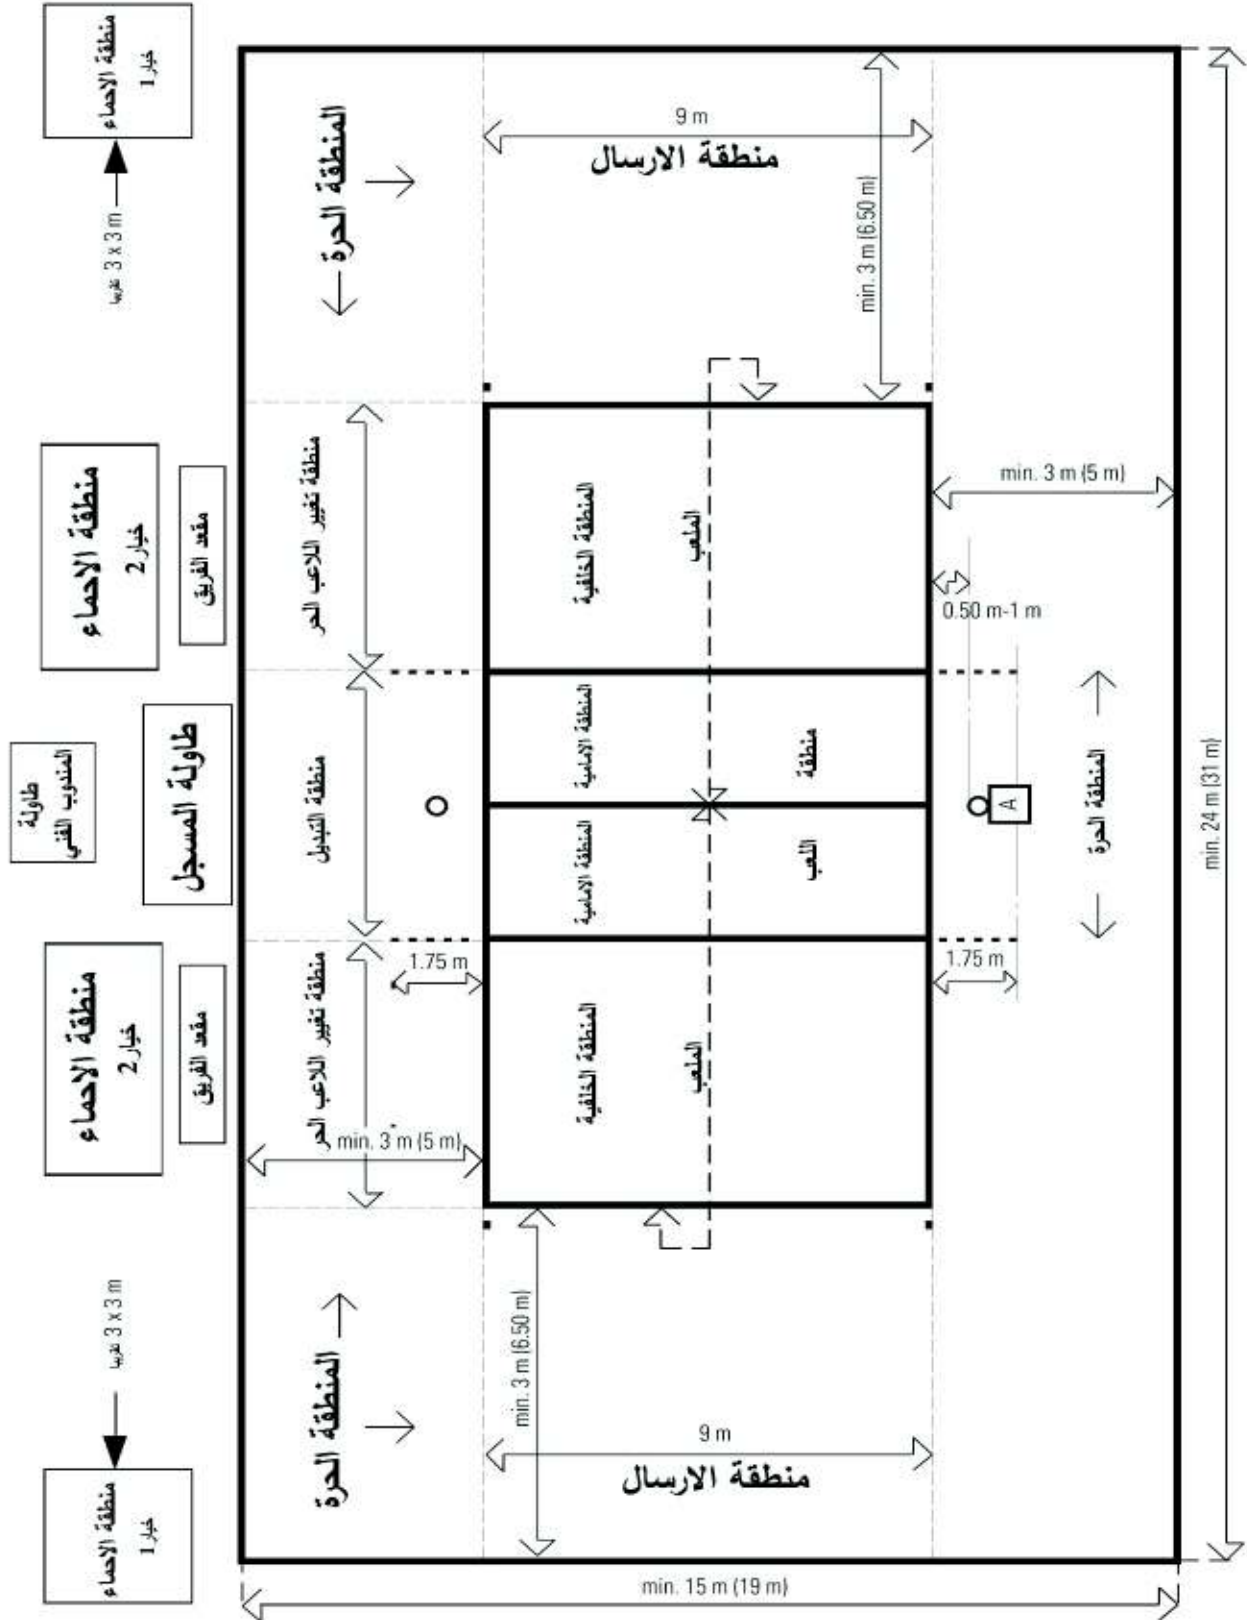 منطقة الاحماء
خيار 1
3 x 3 m تقريبا
المنطقة الحرة
9 m
منطقة الارسال
min. 3 m (6.50 m)
منطقة الاحماء
خيار 2
مقعد الفريق
منطقة تغيير اللاعب الحر
المنطقة الخلفية
الملعب
min. 3 m (5 m)
0.50 m-1 m
طاولة
المندوب الفني
طاولة المسجل
منطقة التبديل
المنطقة الامامية
منطقة
المنطقة الامامية
اللعب
A
المنطقة الحرة
min. 24 m (31 m)
منطقة الاحماء
خيار 2
مقعد الفريق
منطقة تغيير اللاعب الحر
1.75 m
1.75 m
المنطقة الخلفية
الملعب
min. 3 m (5 m)
3 x 3 m تقريبا
المنطقة الحرة
min. 3 m (6.50 m)
9 m
منطقة الارسال
منطقة الاحماء
خيار 1
min. 15 m (19 m)